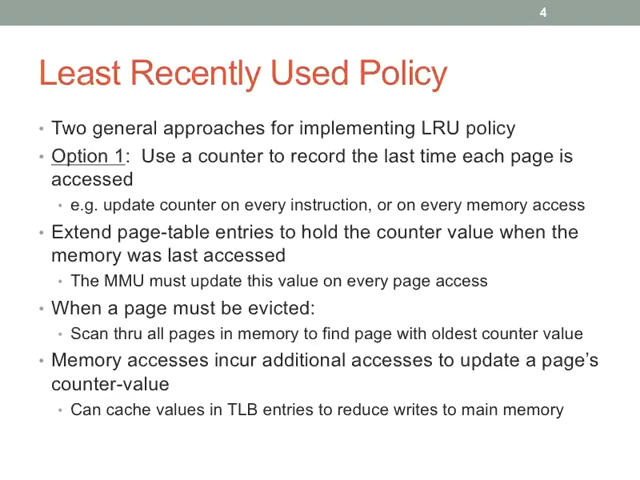 4
Least Recently Used Policy
• Two general approaches for implementing LRU policy
• Option 1: Use a counter to record the last time each page is
accessed
• e.g. update counter on every instruction, or on every memory access
• Extend page-table entries to hold the counter value when the
memory was last accessed
• The MMU must update this value on every page access
• When a page must be evicted:
• Scan thru all pages in memory to find page with oldest counter value
• Memory accesses incur additional accesses to update a page's
counter-value
• Can cache values in TLB entries to reduce writes to main memory